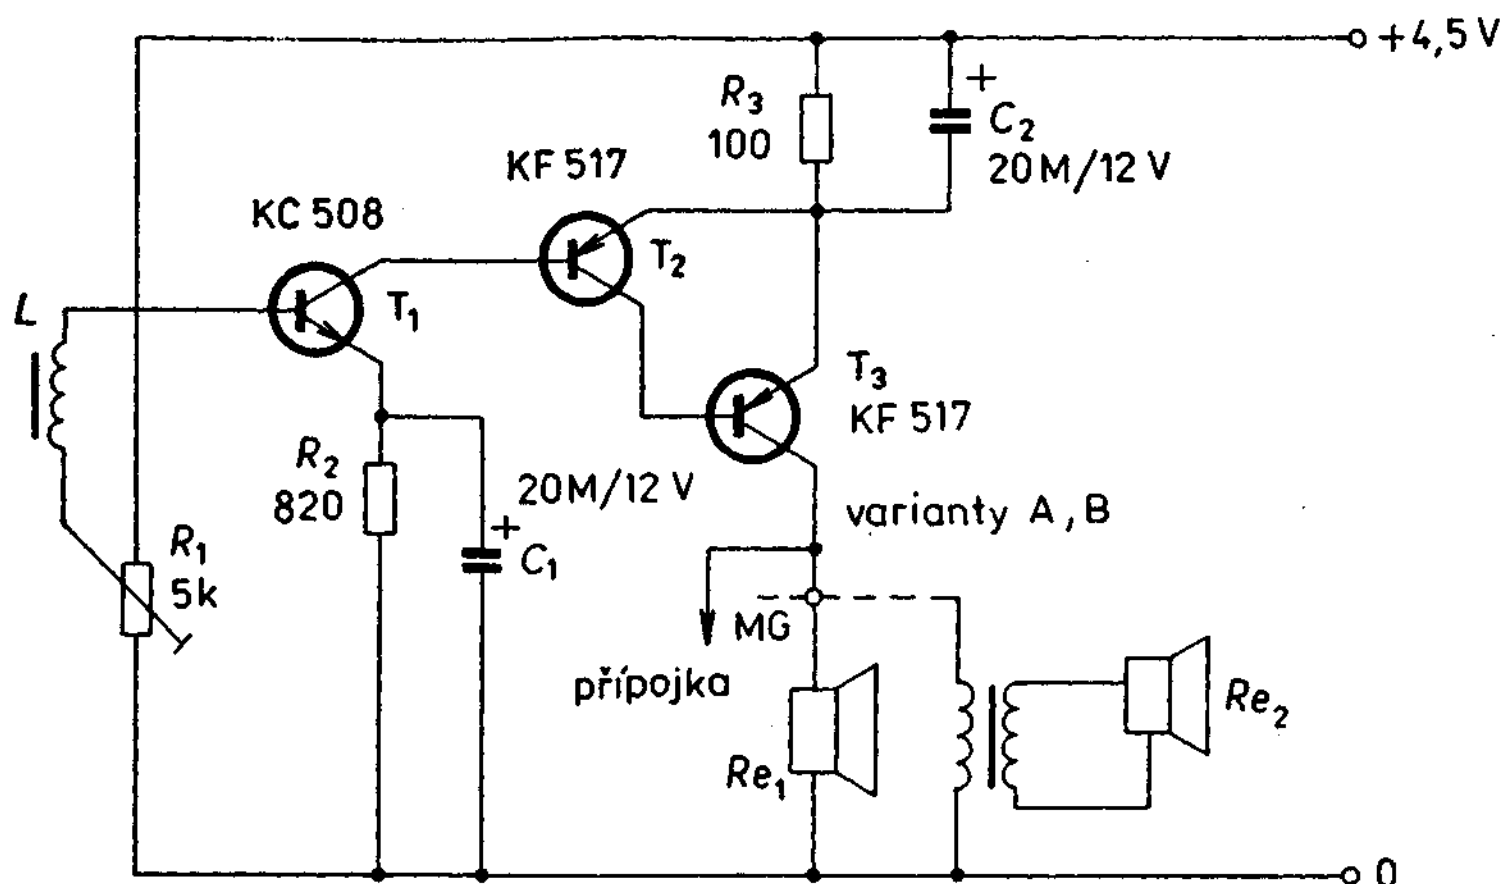 +4,5 V
R3
100
+
C2
20M/12 V
KF 517
KC 508
T2
L
T1
T3
KF 517
R2
820
20M/12 V
+
C1
varianty A, B
R1
5k
MG
přípojka
Re1
Re2
0